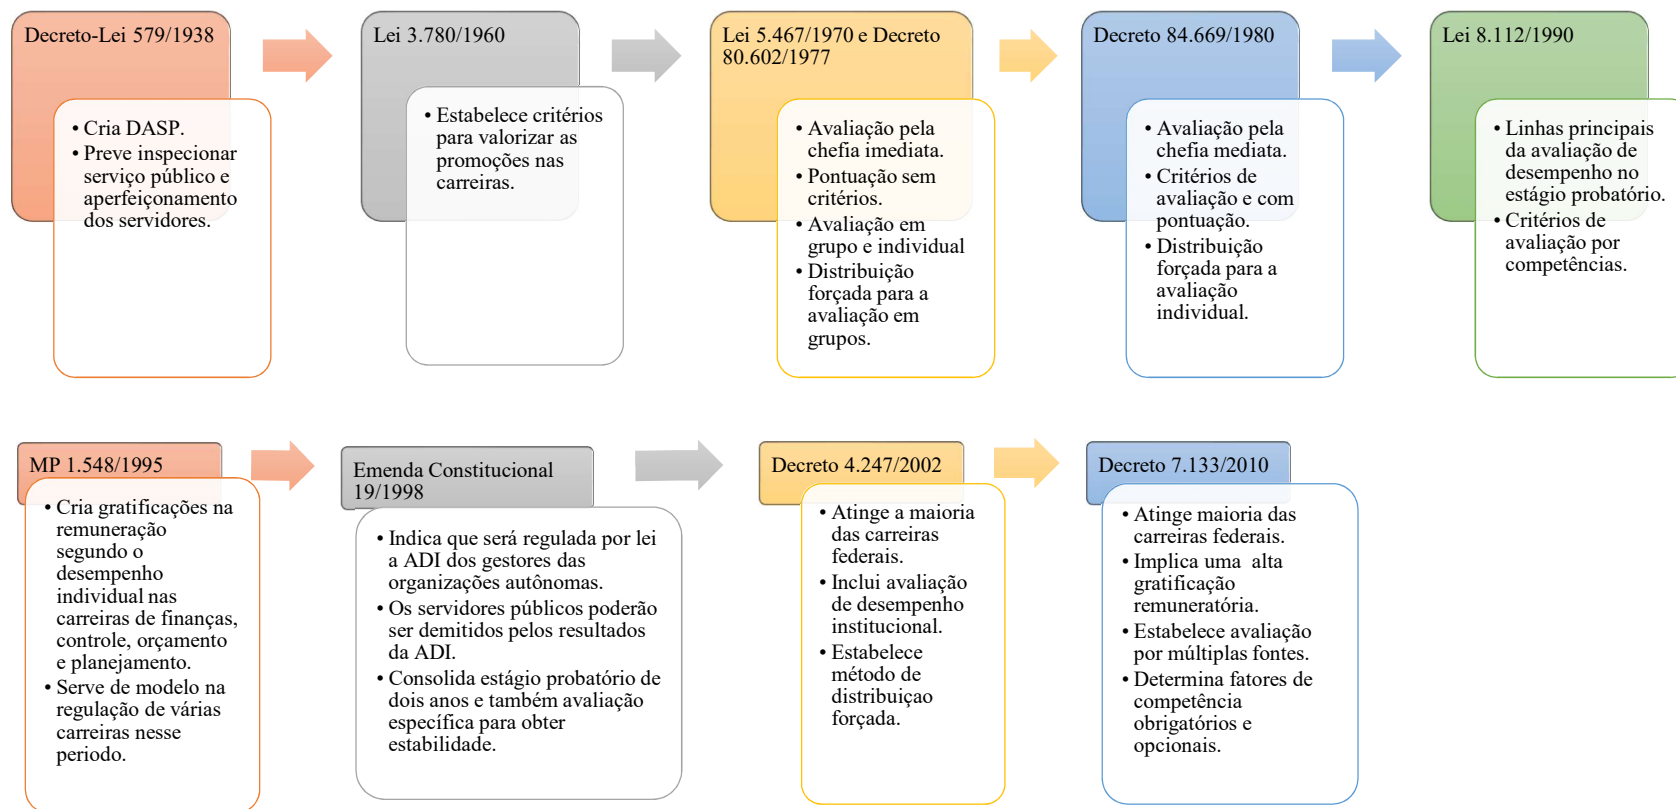 Decreto-Lei 579/1938
• Cria DASP.
• Preve inspecionar
serviço público e
aperfeiçonamento
dos servidores.
Lei 3.780/1960
• Estabelece critérios
para valorizar as
promoções nas
carreiras.
Lei 5.467/1970 e Decreto
80.602/1977
• Avaliação pela
chefia imediata.
• Pontuação sem
critérios.
• Avaliação em
grupo e individual
• Distribuição
forçada para a
avaliação em
grupos.
Decreto 84.669/1980
• Avaliação pela
chefia mediata.
• Critérios de
avaliação e com
pontuação.
• Distribuição
forçada para a
avaliação
individual.
Lei 8.112/1990
• Linhas principais
da avaliação de
desempenho no
estágio probatório.
• Critérios de
avaliação por
competências.
MP 1.548/1995
• Cria gratificações na
remuneração
segundo o
desempenho
individual nas
carreiras de finanças,
controle, orçamento
e planejamento.
• Serve de modelo na
regulação de várias
carreiras nesse
periodo.
Emenda Constitucional
19/1998
• Indica que será regulada por lei
a ADI dos gestores das
organizações autônomas.
• Os servidores públicos poderão
ser demitidos pelos resultados
da ADI.
• Consolida estágio probatório de
dois anos e também avaliação
específica para obter
estabilidade.
Decreto 4.247/2002
• Atinge a maioria
das carreiras
federais.
• Inclui avaliação
de desempenho
institucional.
• Estabelece
método de
distribuiçao
forçada.
Decreto 7.133/2010
• Atinge maioria das
carreiras federais.
• Implica uma alta
gratificação
remuneratória.
• Estabelece avaliação
por múltiplas fontes.
• Determina fatores de
competência
obrigatórios e
opcionais.